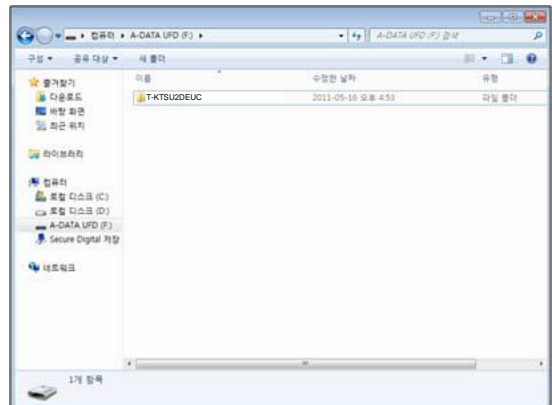 컴퓨터 ▸ A-DATA UFD (F:) ▸
A-DATA UFD (F:) 검색
구성 ▾ 공유 대상 ▾ 새 폴더
즐겨찾기
다운로드
바탕 화면
최근 위치
라이브러리
컴퓨터
로컬 디스크 (C:)
로컬 디스크 (D:)
A-DATA UFD (F:)
Secure Digital 저장
네트워크
이름 수정한 날짜 유형
T-KTSU2DEUC 2011-05-16 오후 4:53 파일 폴더
1개 항목